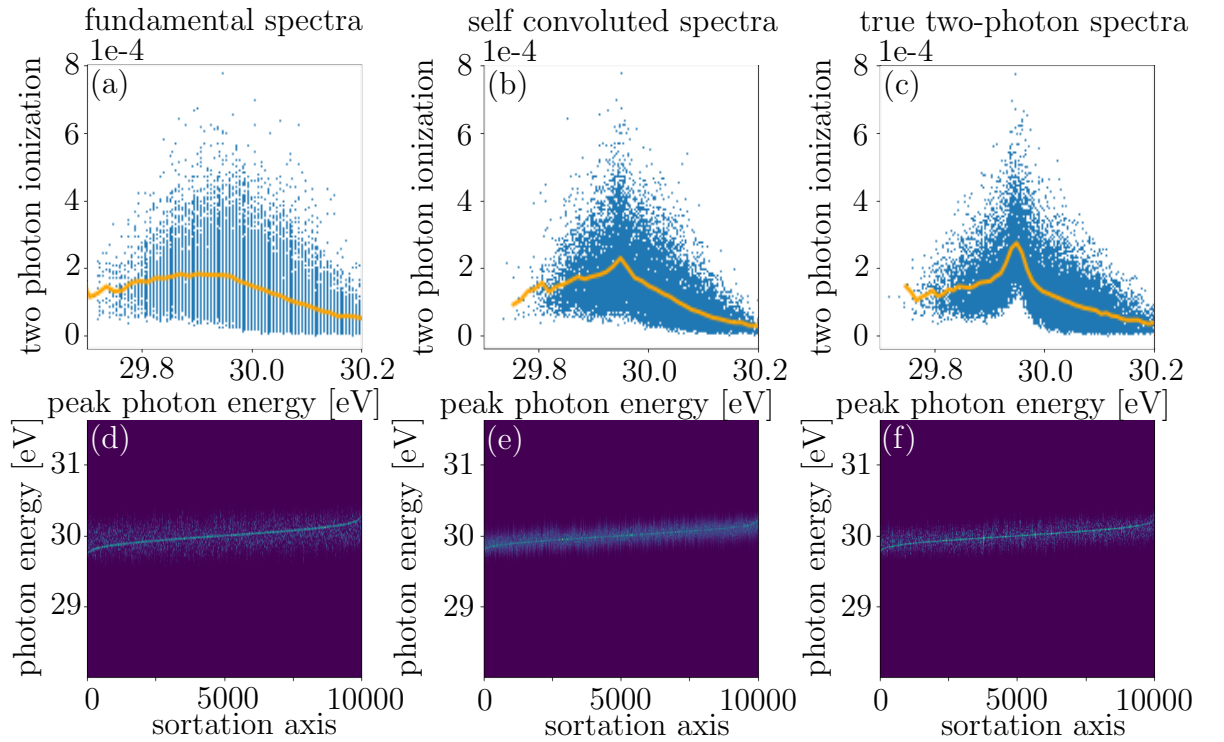 fundamental spectra
1e-4
8
6
4
2
0
(a)
two photon ionization
29.8 30.0 30.2
peak photon energy [eV]
self convoluted spectra
1e-4
8
6
4
2
0
(b)
two photon ionization
29.8 30.0 30.2
peak photon energy [eV]
true two-photon spectra
1e-4
8
6
4
2
0
(c)
two photon ionization
29.8 30.0 30.2
peak photon energy [eV]
(d)
31
30
29
photon energy [eV]
0 5000 10000
sortation axis
(e)
31
30
29
photon energy [eV]
0 5000 10000
sortation axis
(f)
31
30
29
photon energy [eV]
0 5000 10000
sortation axis